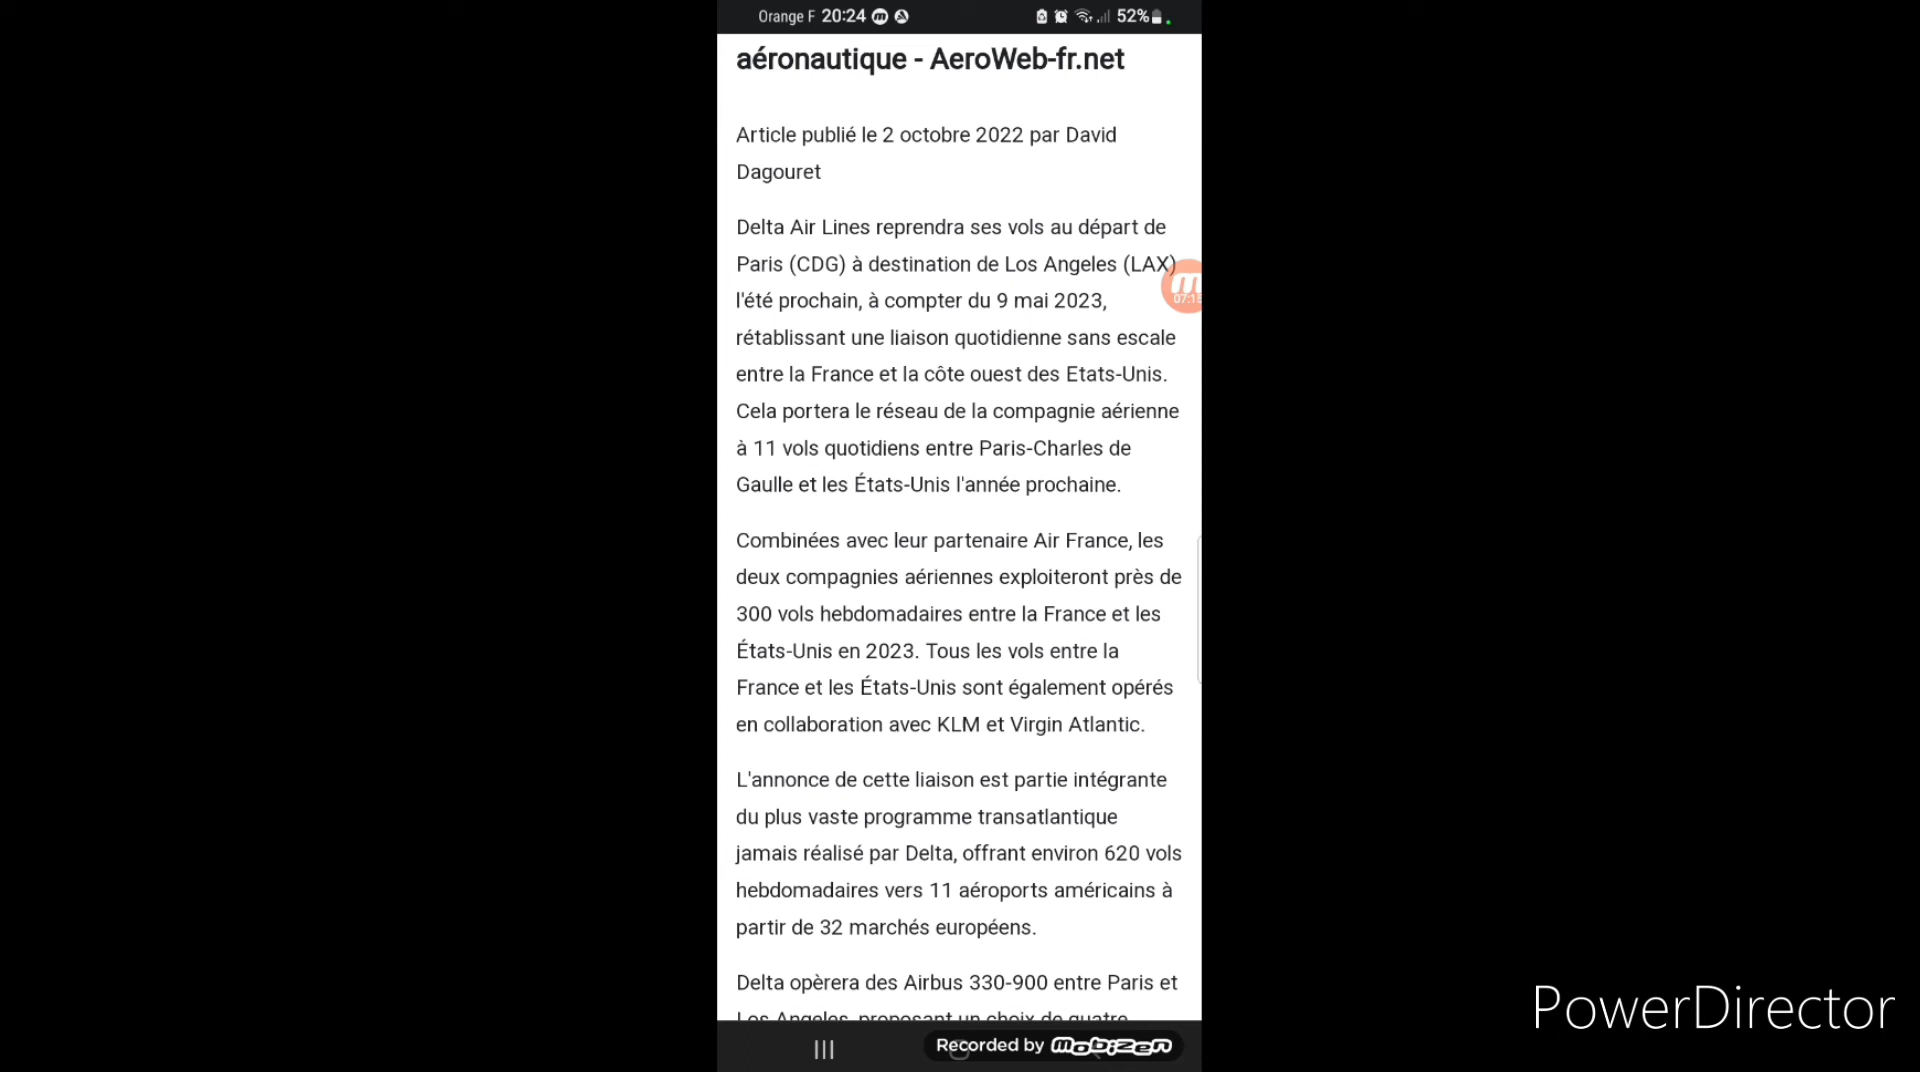 Orange F 20:24
52%
aéronautique - AeroWeb-fr.net
Article publié le 2 octobre 2022 par David
Dagouret
Delta Air Lines reprendra ses vols au départ de
Paris (CDG) à destination de Los Angeles (LAX)
l'été prochain, à compter du 9 mai 2023,
rétablissant une liaison quotidienne sans escale
entre la France et la côte ouest des Etats-Unis.
Cela portera le réseau de la compagnie aérienne
à 11 vols quotidiens entre Paris-Charles de
Gaulle et les États-Unis l'année prochaine.
Combinées avec leur partenaire Air France, les
deux compagnies aériennes exploiteront près de
300 vols hebdomadaires entre la France et les
États-Unis en 2023. Tous les vols entre la
France et les États-Unis sont également opérés
en collaboration avec KLM et Virgin Atlantic.
L'annonce de cette liaison est partie intégrante
du plus vaste programme transatlantique
jamais réalisé par Delta, offrant environ 620 vols
hebdomadaires vers 11 aéroports américains à
partir de 32 marchés européens.
Delta opèrera des Airbus 330-900 entre Paris et
Los Angeles, proposant un choix de quatre
Recorded by mobizen
PowerDirector